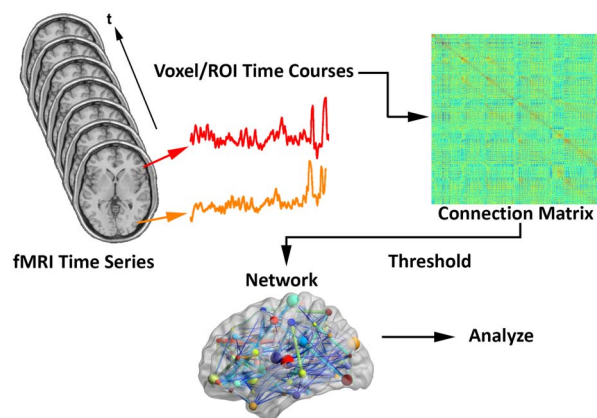 t
Voxel/ROI Time Courses
Connection Matrix
fMRI Time Series
Threshold
Network
Analyze